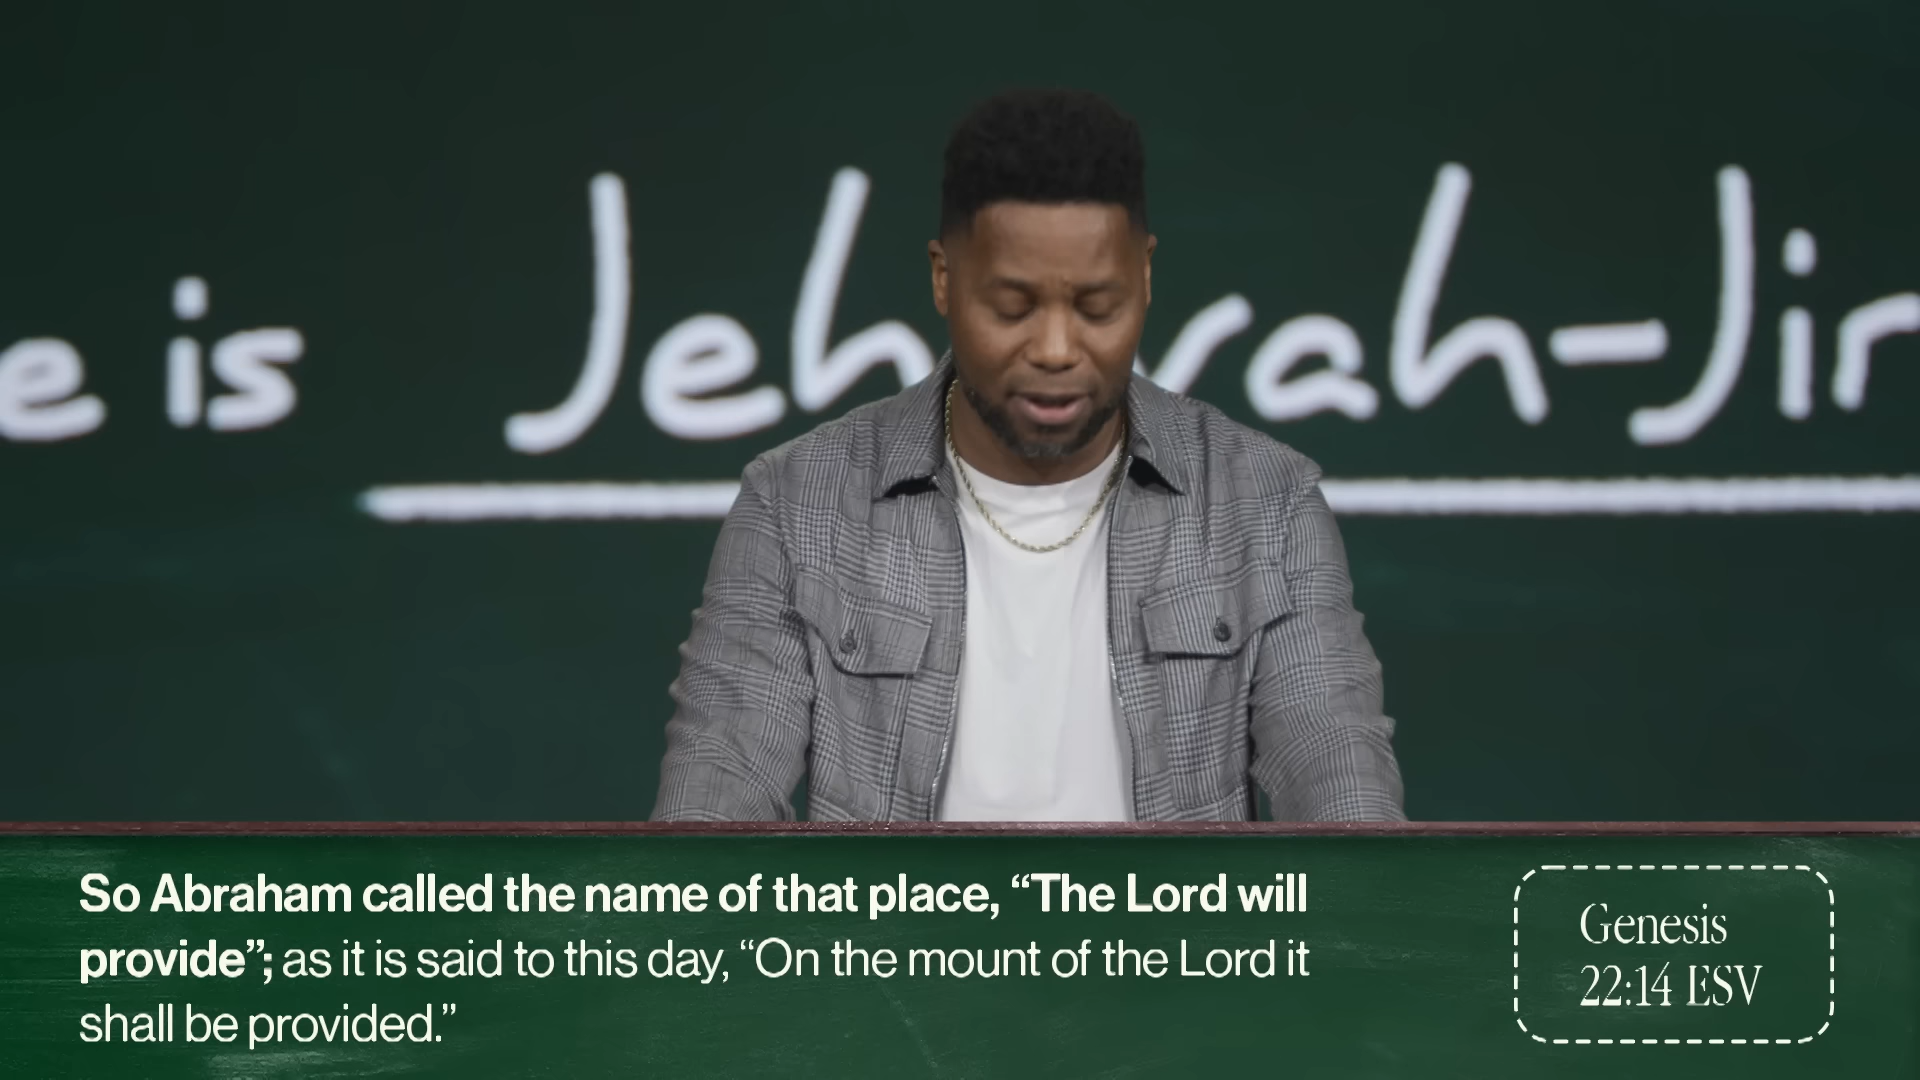 e is Jeh vah-Jir
So Abraham called the name of that place, “The Lord will
provide”; as it is said to this day, “On the mount of the Lord it
shall be provided.”
Genesis
22:14 ESV